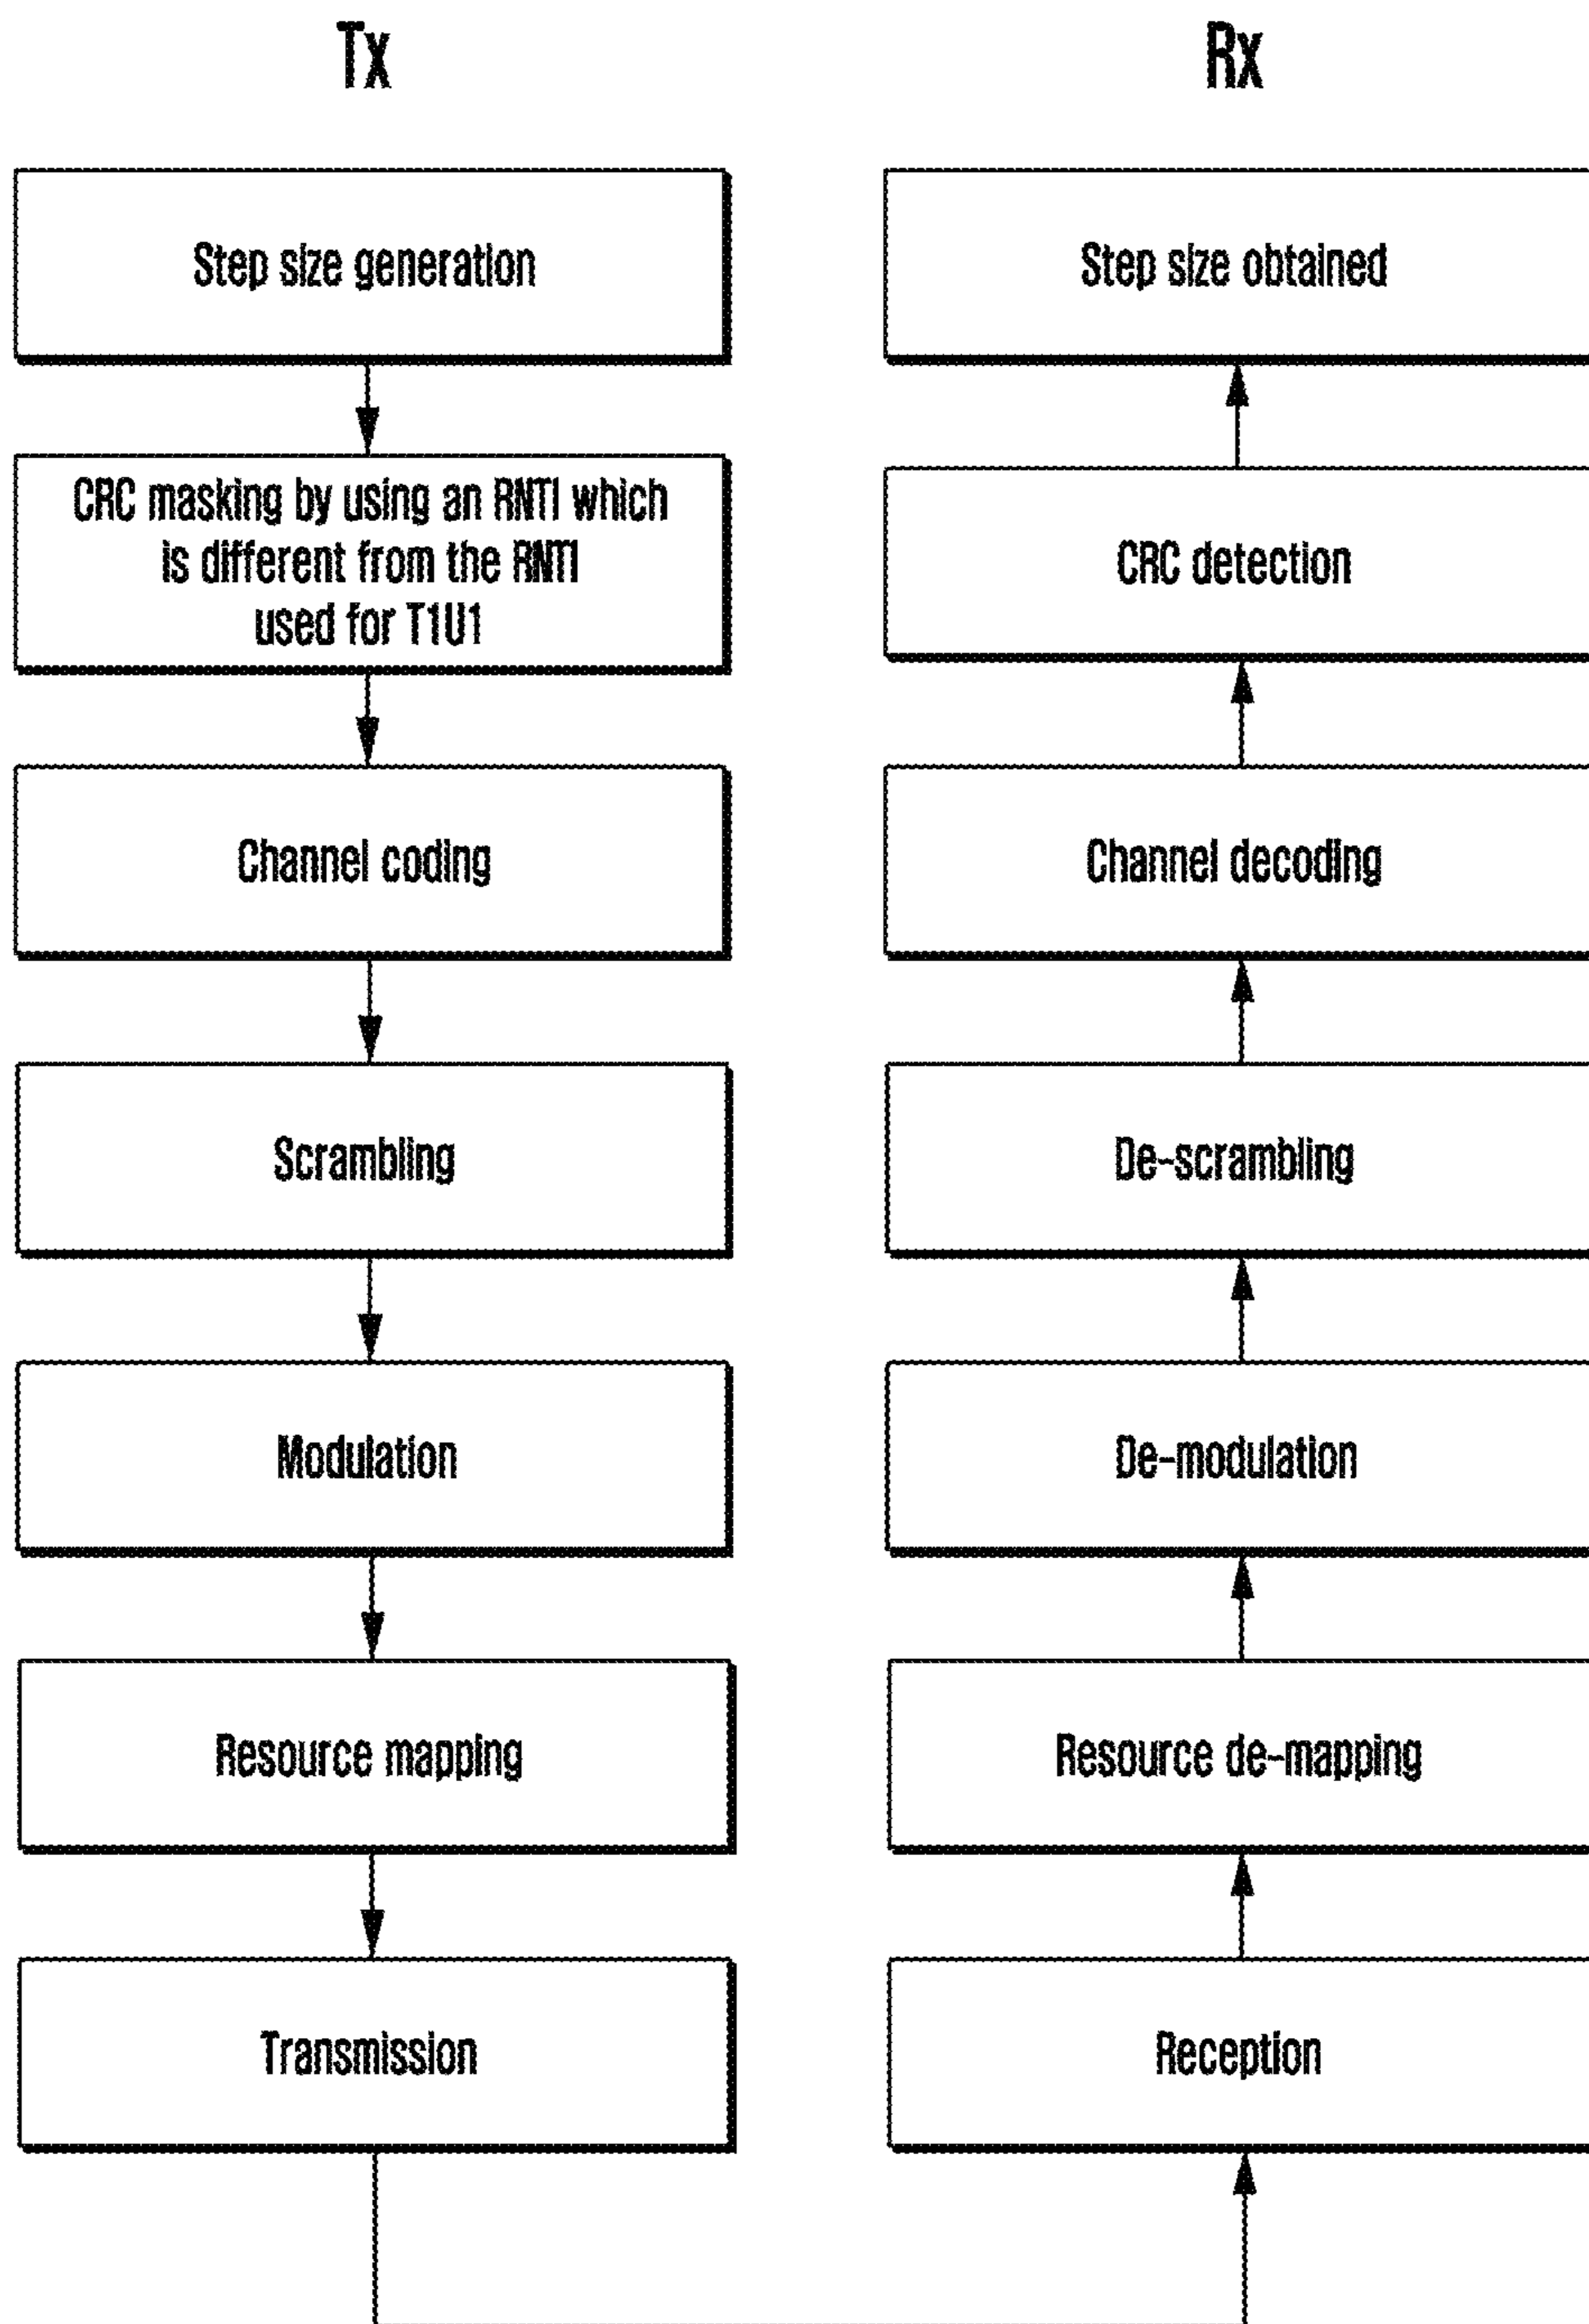 Tx
Step size generation
CRC masking by using an RNTI which
is different from the RNTI
used for T1U1
Channel coding
Scrambling
Modulation
Resource mapping
Transmission
Rx
Step size obtained
CRC detection
Channel decoding
De-scrambling
De-modulation
Resource de-mapping
Reception